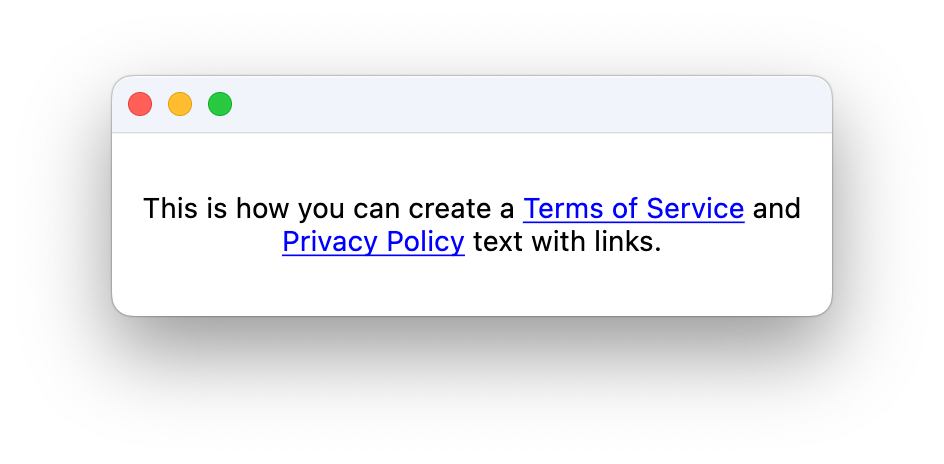 This is how you can create a Terms of Service and
Privacy Policy text with links.